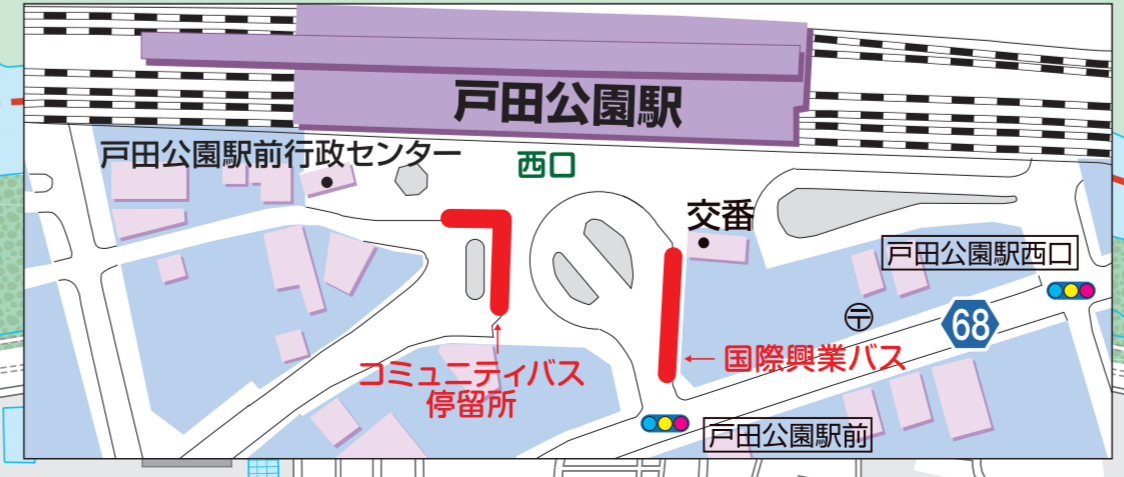 戸田公園駅
戸田公園駅前行政センター
西口
交番
戸田公園駅西口
〒
68
国際興業バス
コミュニティバス
停留所
戸田公園駅前